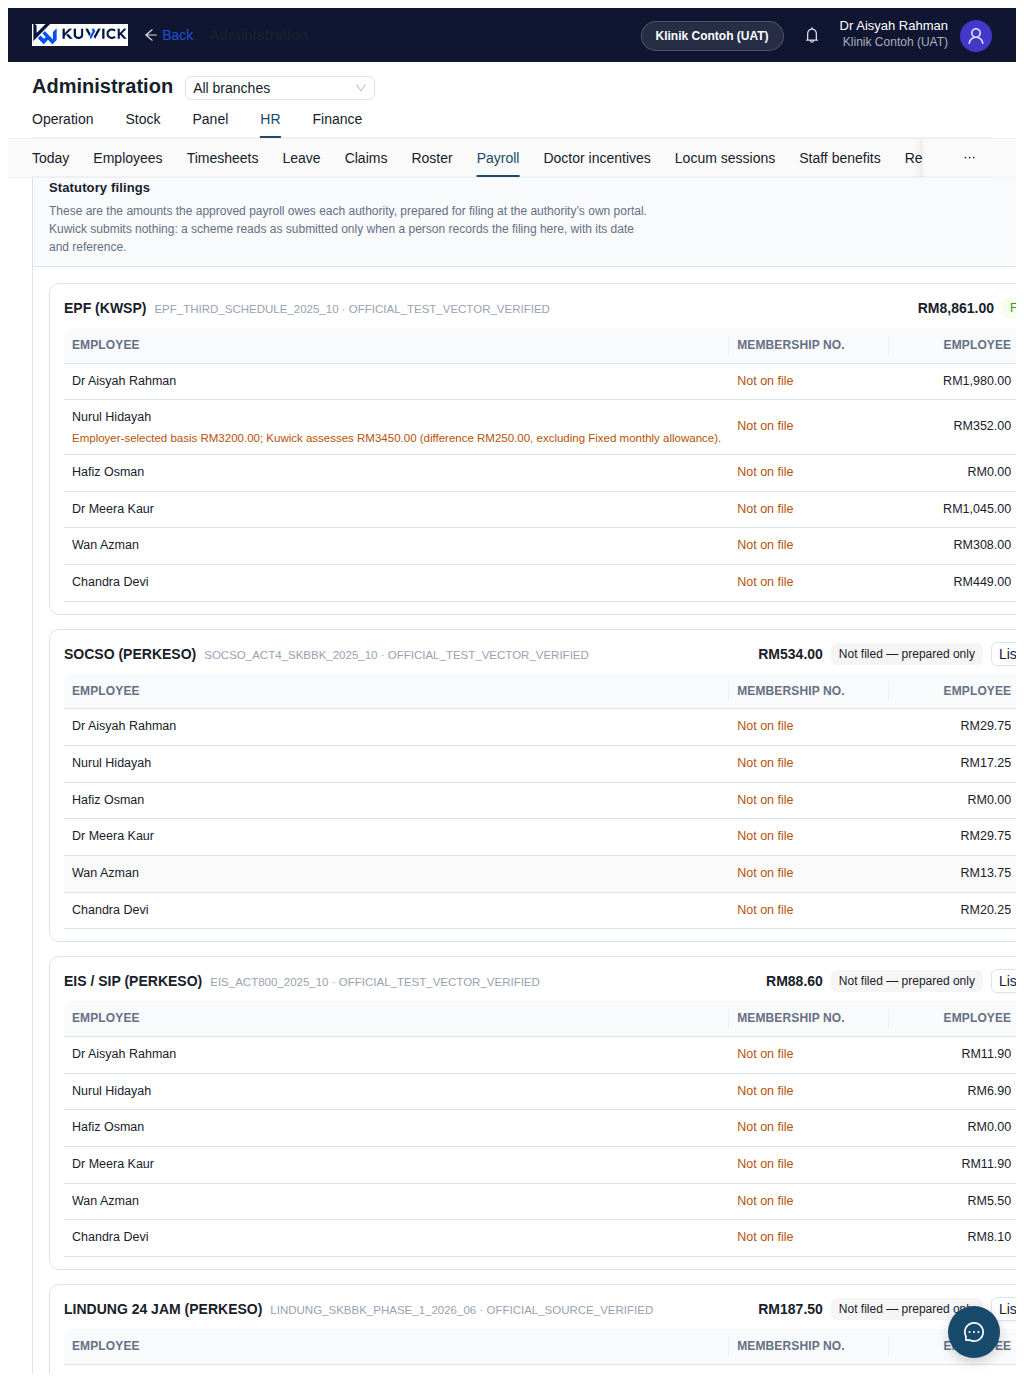 KUVVICK
Back
Administration
Klinik Contoh (UAT)
Dr Aisyah Rahman
Klinik Contoh (UAT)
Administration
All branches
Operation Stock Panel HR Finance
Today Employees Timesheets Leave Claims Roster Payroll Doctor incentives Locum sessions Staff benefits Re ···
Statutory filings
These are the amounts the approved payroll owes each authority, prepared for filing at the authority's own portal.
Kuwick submits nothing: a scheme reads as submitted only when a person records the filing here, with its date
and reference.
EPF (KWSP) EPF_THIRD_SCHEDULE_2025_10 · OFFICIAL_TEST_VECTOR_VERIFIED RM8,861.00 F
EMPLOYEE MEMBERSHIP NO. EMPLOYEE
Dr Aisyah Rahman Not on file RM1,980.00
Nurul Hidayah
Employer-selected basis RM3200.00; Kuwick assesses RM3450.00 (difference RM250.00, excluding Fixed monthly allowance).
Not on file RM352.00
Hafiz Osman Not on file RM0.00
Dr Meera Kaur Not on file RM1,045.00
Wan Azman Not on file RM308.00
Chandra Devi Not on file RM449.00
SOCSO (PERKESO) SOCSO_ACT4_SKBBK_2025_10 · OFFICIAL_TEST_VECTOR_VERIFIED RM534.00 Not filed — prepared only Lis
EMPLOYEE MEMBERSHIP NO. EMPLOYEE
Dr Aisyah Rahman Not on file RM29.75
Nurul Hidayah Not on file RM17.25
Hafiz Osman Not on file RM0.00
Dr Meera Kaur Not on file RM29.75
Wan Azman Not on file RM13.75
Chandra Devi Not on file RM20.25
EIS / SIP (PERKESO) EIS_ACT800_2025_10 · OFFICIAL_TEST_VECTOR_VERIFIED RM88.60 Not filed — prepared only Lis
EMPLOYEE MEMBERSHIP NO. EMPLOYEE
Dr Aisyah Rahman Not on file RM11.90
Nurul Hidayah Not on file RM6.90
Hafiz Osman Not on file RM0.00
Dr Meera Kaur Not on file RM11.90
Wan Azman Not on file RM5.50
Chandra Devi Not on file RM8.10
LINDUNG 24 JAM (PERKESO) LINDUNG_SKBBK_PHASE_1_2026_06 · OFFICIAL_SOURCE_VERIFIED RM187.50 Not filed — prepared only Lis
EMPLOYEE MEMBERSHIP NO.